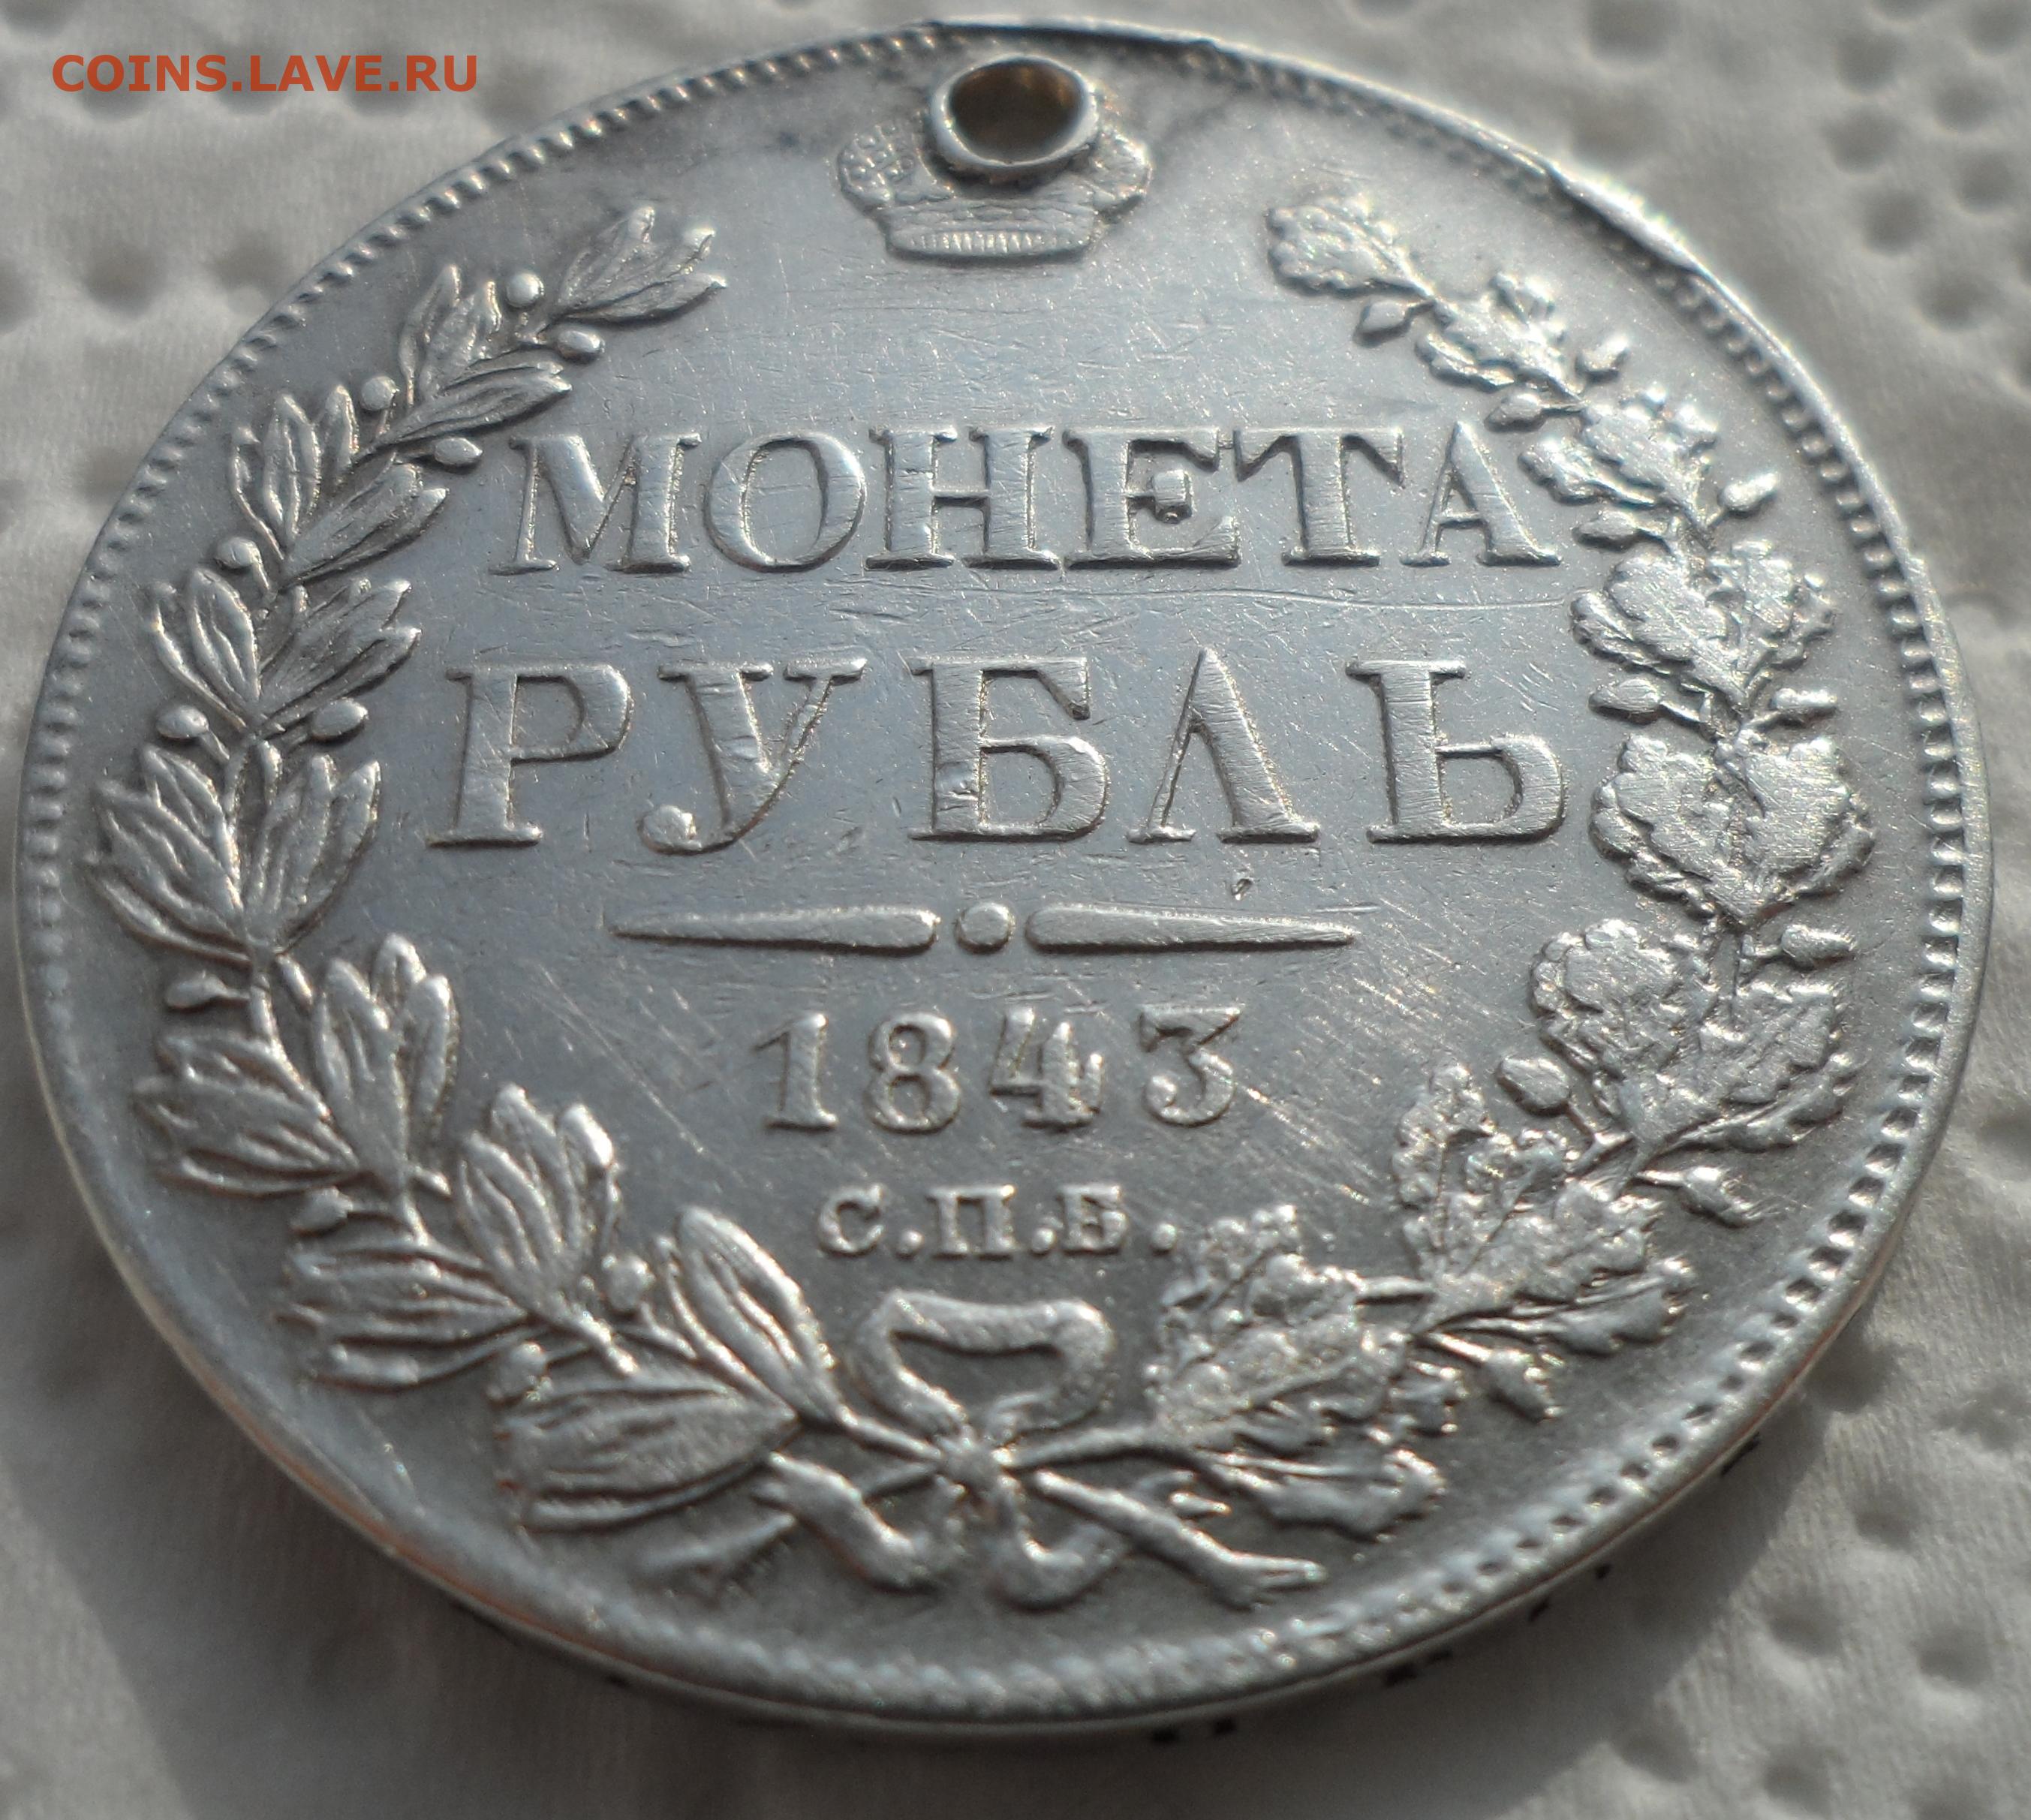 COINS.LAVE.RU
МОНЕТА
РУБЛЬ
1843
С.П.Б.